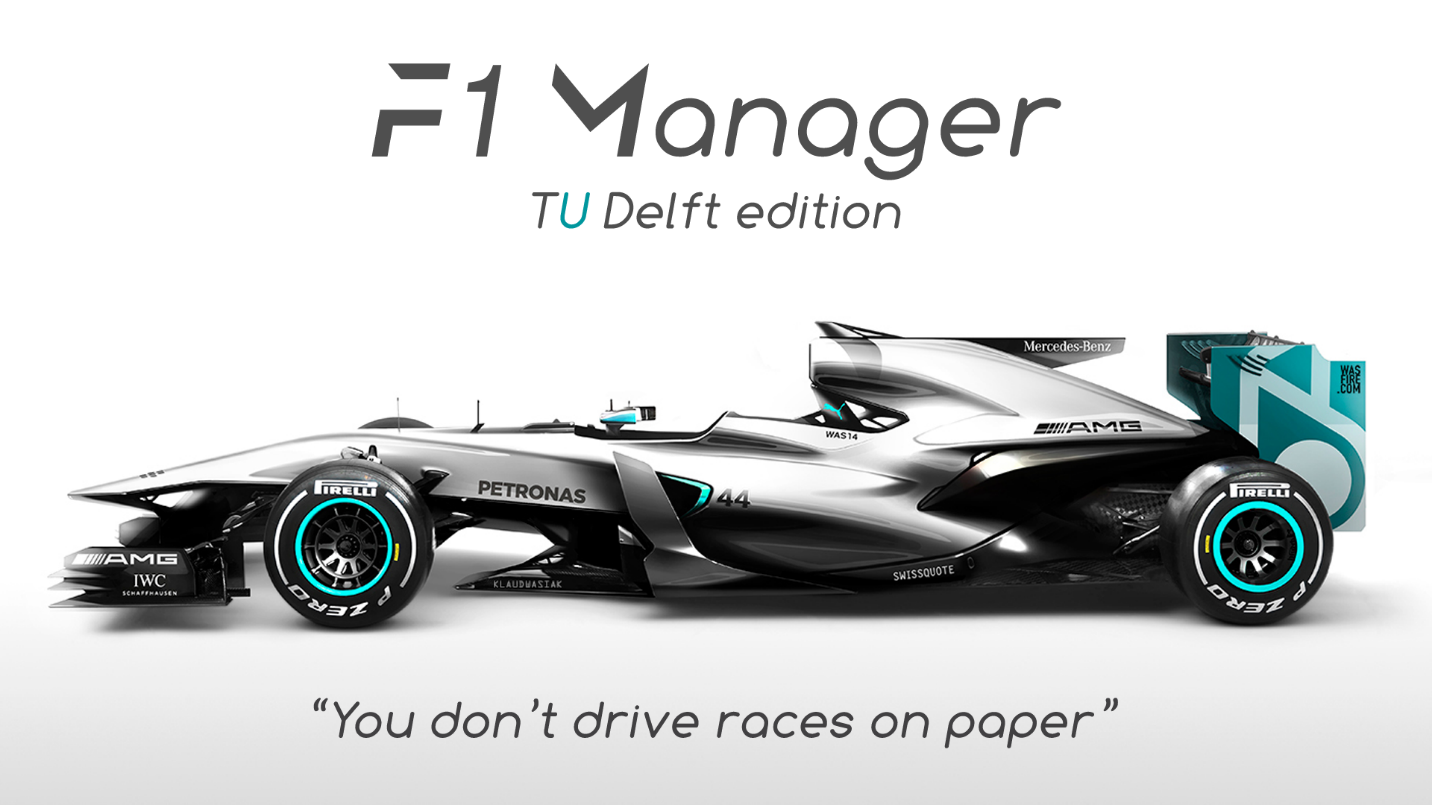 F1 Manager
TU Delft edition
Mercedes-Benz
WAS
FIRE
.COM
WAS14
AMG
PIRELLI
PETRONAS
44
PIRELLI
AMG
IWC
SCHAFFHAUSEN
KLAUDWASIAK
SWISSQUOTE
P ZERO
P ZERO
“You don’t drive races on paper”